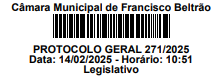 Câmara Municipal de Francisco Beltrão
PROTOCOLO GERAL 271/2025
Data: 14/02/2025 - Horário: 10:51
Legislativo